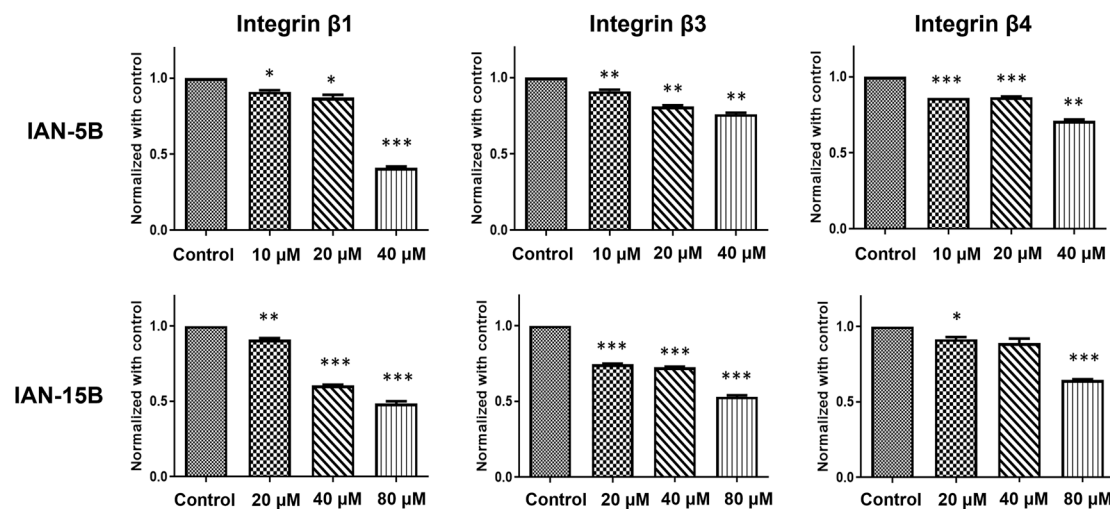 Integrin β1 Integrin β3 Integrin β4
IAN-5B
Normalized with control
1.0
0.5
0.0
* * ***
Control 10 μM 20 μM 40 μM
Normalized with control
1.0
0.5
0.0
** ** **
Control 10 μM 20 μM 40 μM
Normalized with control
1.0
0.5
0.0
*** *** **
Control 10 μM 20 μM 40 μM
IAN-15B
Normalized with control
1.0
0.5
0.0
** *** ***
Control 20 μM 40 μM 80 μM
Normalized with control
1.0
0.5
0.0
*** *** ***
Control 20 μM 40 μM 80 μM
Normalized with control
1.0
0.5
0.0
* ***
Control 20 μM 40 μM 80 μM